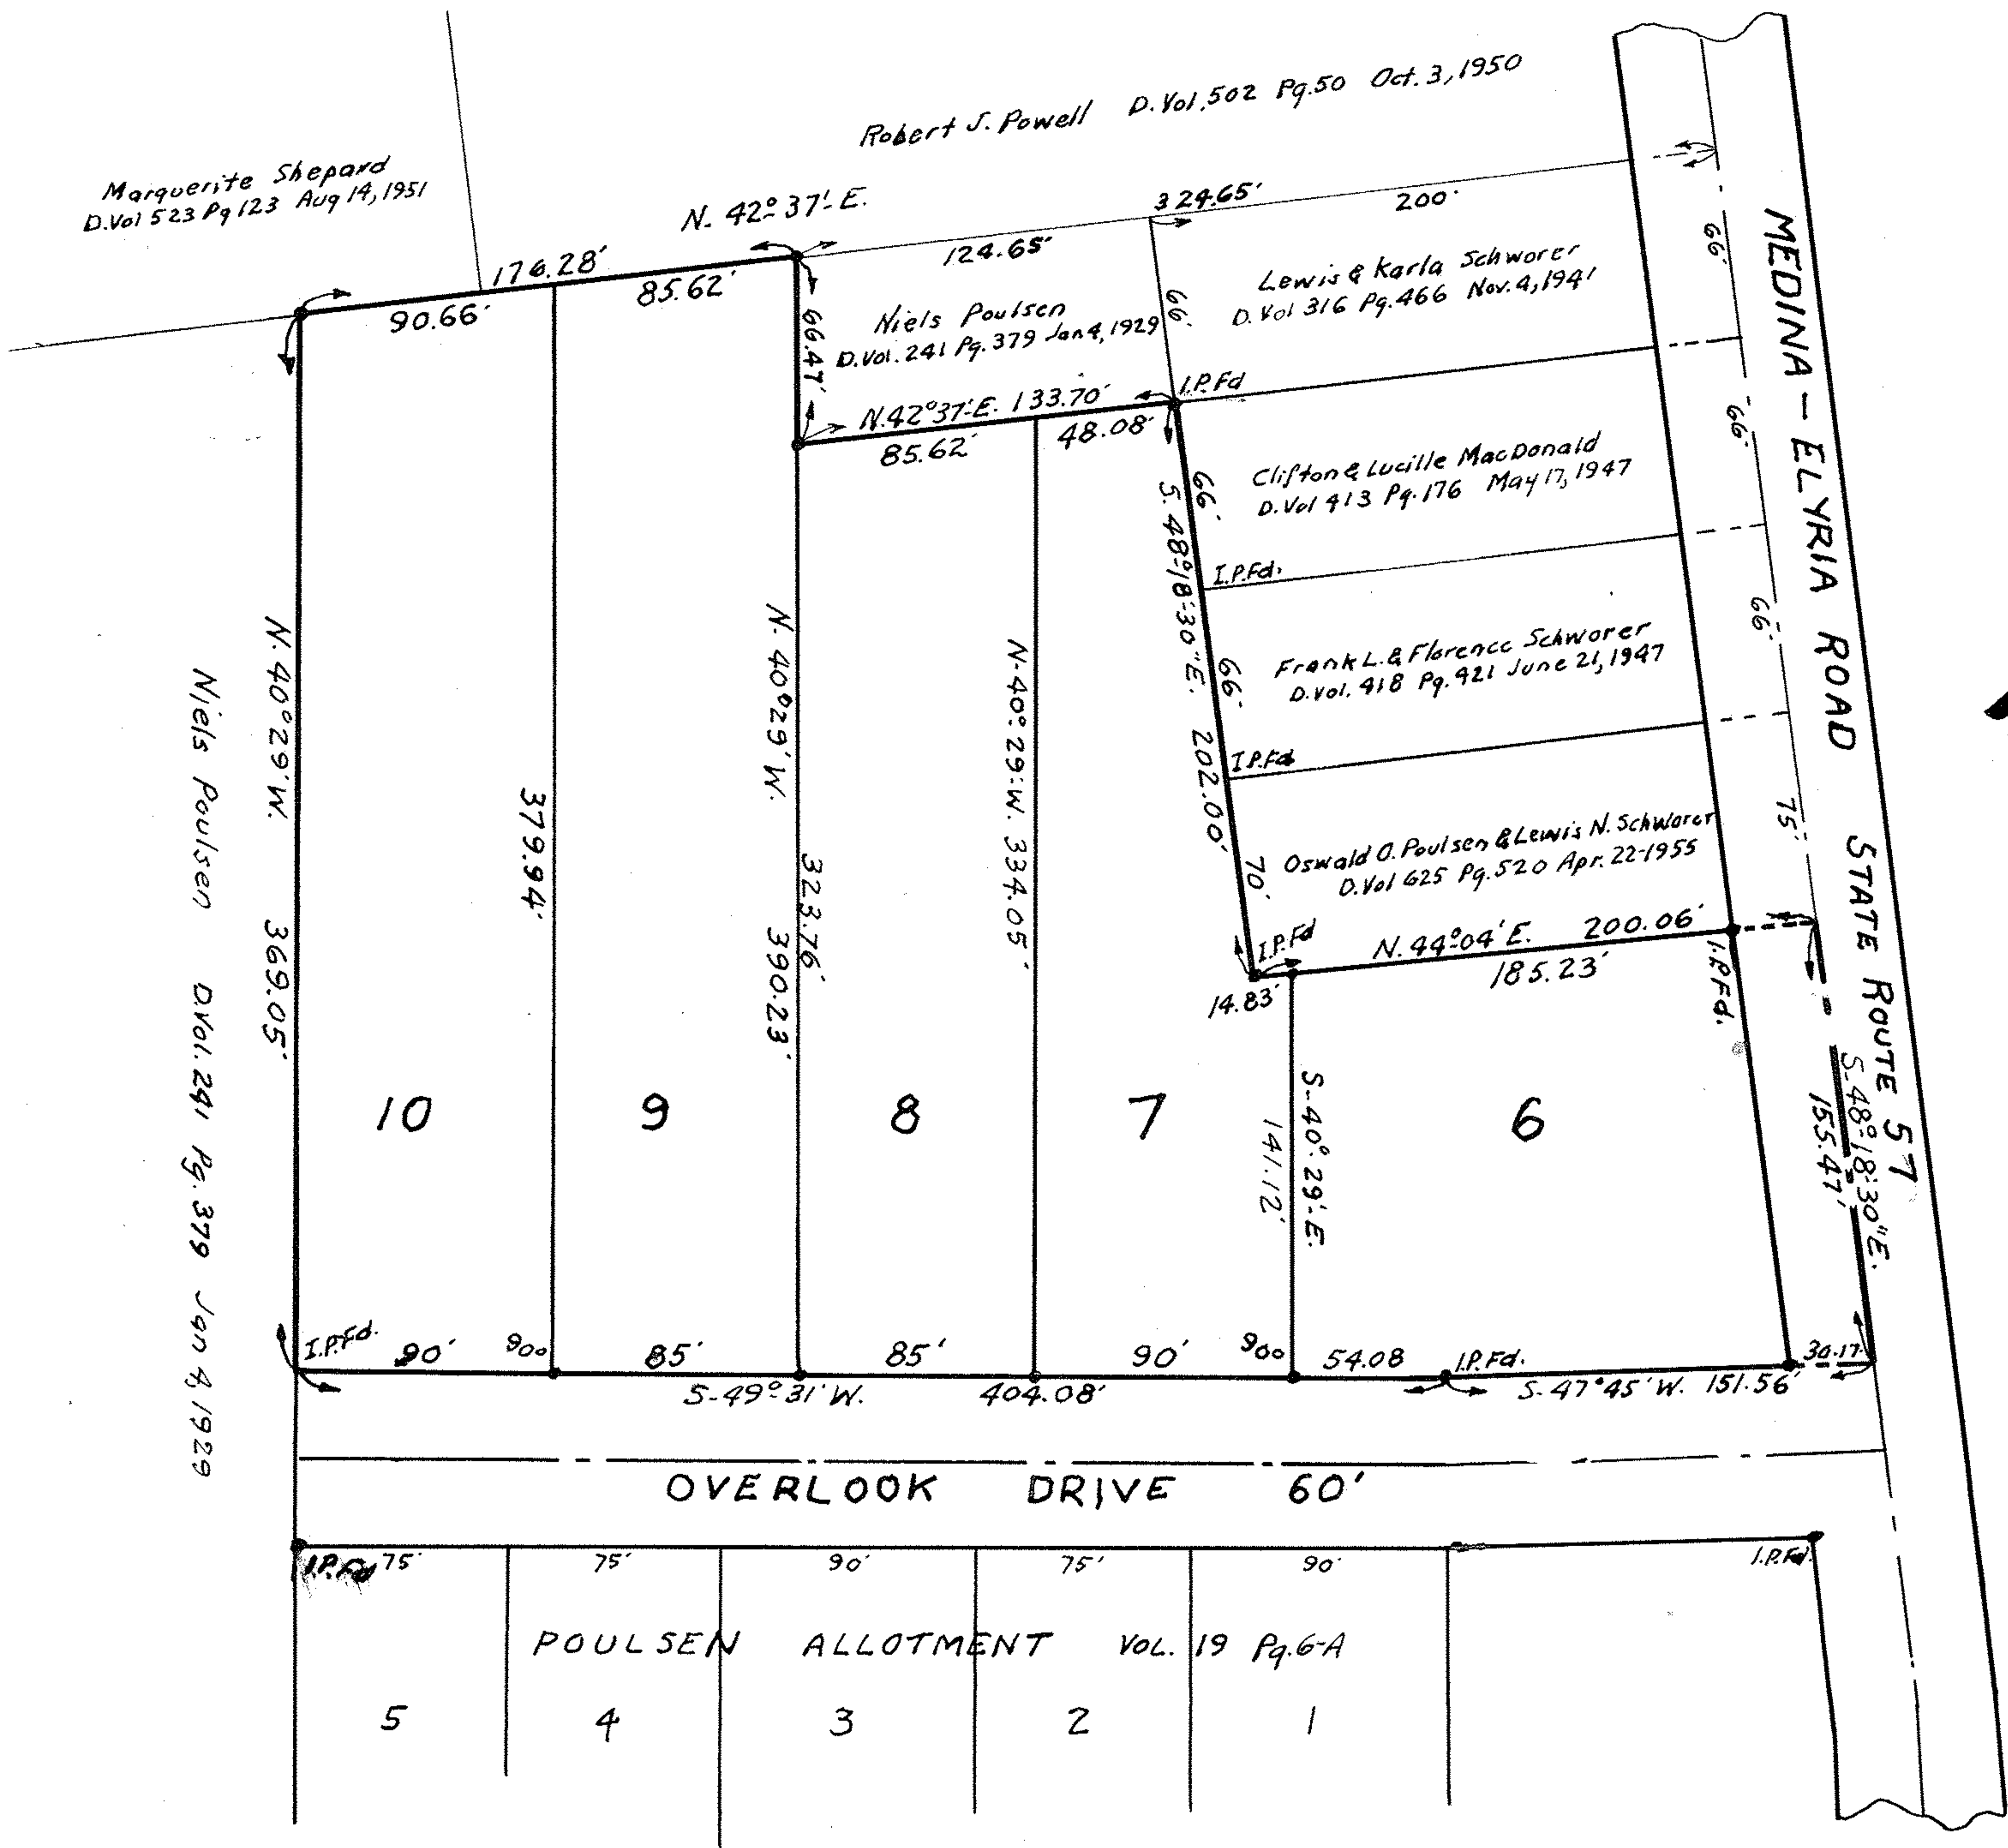 Robert J. Powell D.Vol.502 Pg.50 Oct.3,1950
Marguerite Shepard
D.Vol 523 Pg 123 Aug 14,1951
N. 42° 37' E.
324.65'
200'
176.28'
124.65'
90.66'
85.62'
66.47'
Niels Poulsen
D.Vol. 241 Pg. 379 Jan 4, 1929
66'
Lewis & Karla Schworer
D. Vol 316 Pg. 466 Nov. 4, 1941
66'
MEDINA - ELYRIA ROAD STATE ROUTE 57
N. 42° 37' E. 133.70'
I.P.Fd
85.62'
48.08'
66'
S. 48°-18'-30" E. 202.00'
Clifton & Lucille MacDonald
D.Vol 413 Pg. 176 May 17, 1947
66'
I.P.Fd.
66'
Frank L. & Florence Schworer
D.Vol. 418 Pg. 421 June 21, 1947
66'
I.P.Fd
70'
Oswald O. Poulsen & Lewis N. Schworer
D.Vol 625 Pg. 520 Apr. 22-1955
75'
I.P.Fd
N. 44° 04' E. 200.06'
14.83'
185.23'
I.P.Fd.
S-48°-18'-30" E.
155.47'
N. 40° 29' W. 369.05'
Niels Poulsen D.Vol. 241 Pg. 379 Jan 4, 1929
379.94'
N. 40° 29' W. 390.23'
323.76'
N-40° 29' W. 334.05'
S-40° 29' E.
141.12'
10 9 8 7 6
I.P.Fd. 90' 90° 85' 85' 90' 90° 54.08 I.P.Fd. 30.17'
S-49° 31' W. 404.08' S-47° 45' W. 151.56'
OVERLOOK DRIVE 60'
I.P.Fd 75' 75' 90' 75' 90' I.P.Fd.
POULSEN ALLOTMENT VOL. 19 Pg. 6-A
5 4 3 2 1